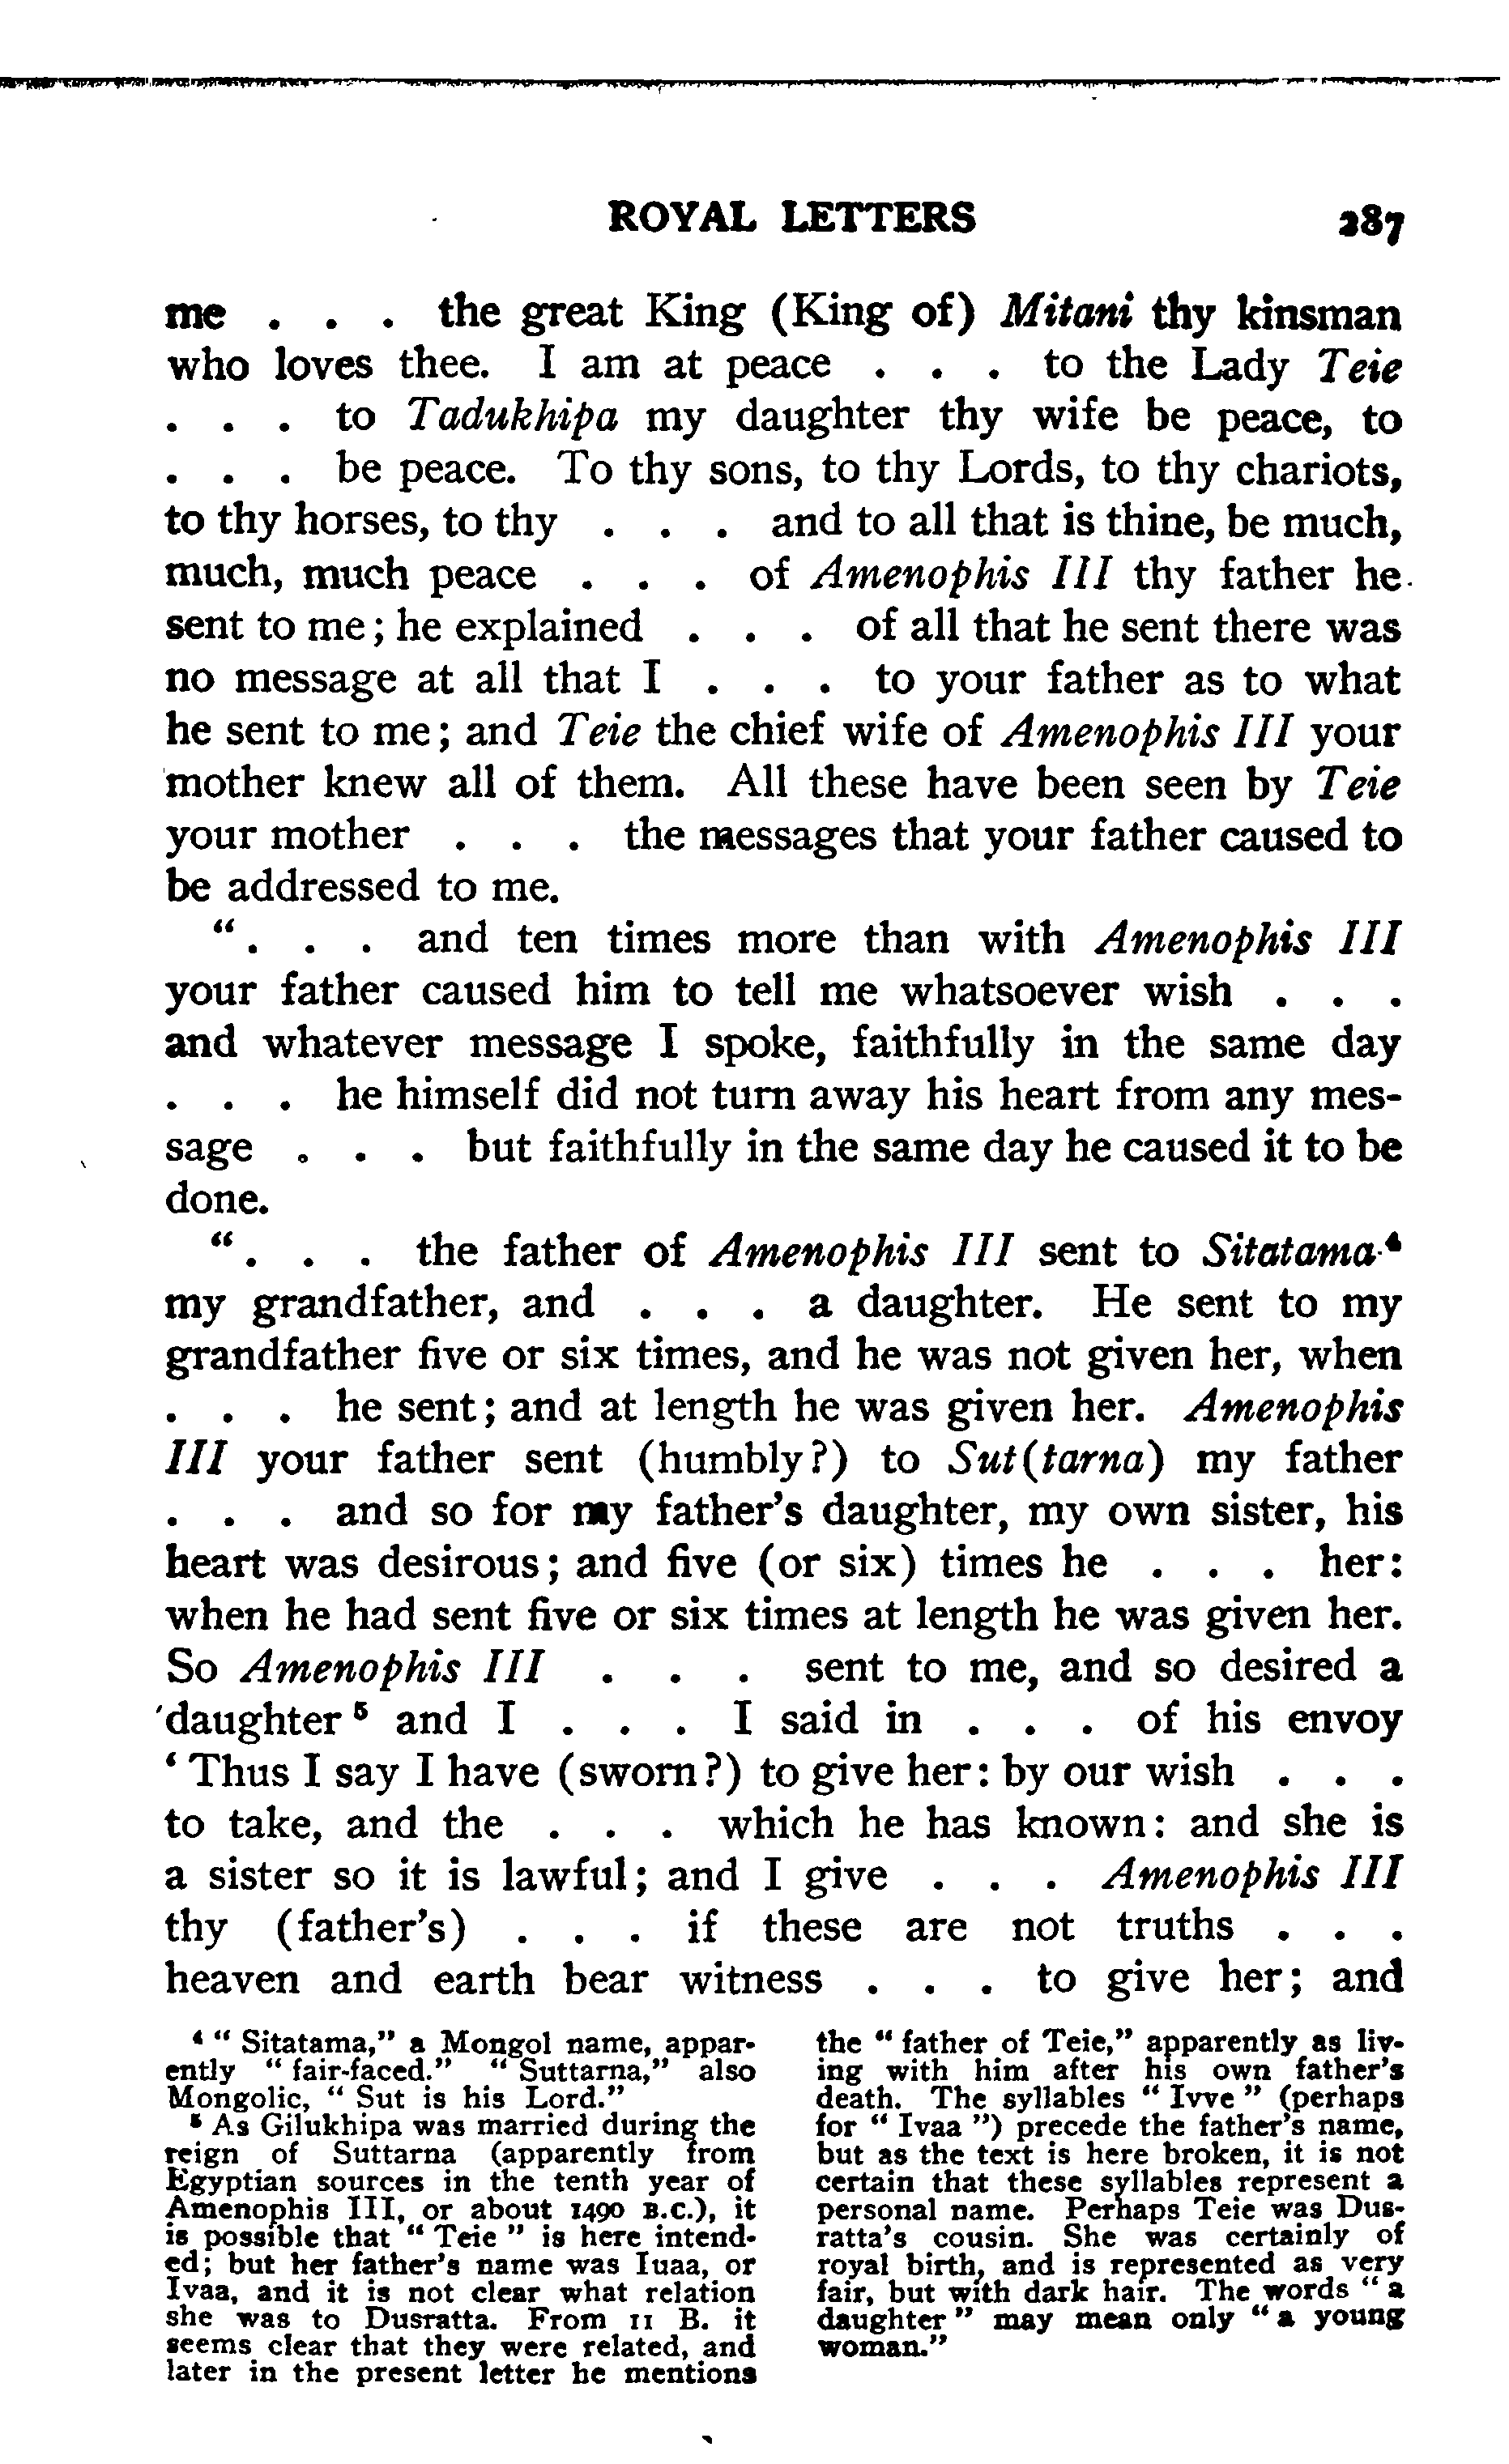 ROYAL LETTERS 287
me . . . the great King (King of) Mitani thy kinsman
who loves thee. I am at peace . . . to the Lady Teie
. . . to Tadukhipa my daughter thy wife be peace, to
. . . be peace. To thy sons, to thy Lords, to thy chariots,
to thy horses, to thy . . . and to all that is thine, be much,
much, much peace . . . of Amenophis III thy father he
sent to me; he explained . . . of all that he sent there was
no message at all that I . . . to your father as to what
he sent to me; and Teie the chief wife of Amenophis III your
mother knew all of them. All these have been seen by Teie
your mother . . . the messages that your father caused to
be addressed to me.
". . . and ten times more than with Amenophis III
your father caused him to tell me whatsoever wish . . .
and whatever message I spoke, faithfully in the same day
. . . he himself did not turn away his heart from any mes-
sage . . . but faithfully in the same day he caused it to be
done.
". . . the father of Amenophis III sent to Sitatama⁴
my grandfather, and . . . a daughter. He sent to my
grandfather five or six times, and he was not given her, when
. . . he sent; and at length he was given her. Amenophis
III your father sent (humbly?) to Sut(tarna) my father
. . . and so for my father's daughter, my own sister, his
heart was desirous; and five (or six) times he . . . her:
when he had sent five or six times at length he was given her.
So Amenophis III . . . sent to me, and so desired a
daughter⁵ and I . . . I said in . . . of his envoy
'Thus I say I have (sworn?) to give her: by our wish . . .
to take, and the . . . which he has known: and she is
a sister so it is lawful; and I give . . . Amenophis III
thy (father's) . . . if these are not truths . . .
heaven and earth bear witness . . . to give her; and
⁴ "Sitatama," a Mongol name, appar-
ently "fair-faced." "Suttarna," also
Mongolic, "Sut is his Lord."
⁵ As Gilukhipa was married during the
reign of Suttarna (apparently from
Egyptian sources in the tenth year of
Amenophis III, or about 1490 B.C.), it
is possible that "Teie" is here intend-
ed; but her father's name was Iuaa, or
Ivaa, and it is not clear what relation
she was to Dusratta. From 11 B. it
seems clear that they were related, and
later in the present letter he mentions
the "father of Teie," apparently as liv-
ing with him after his own father's
death. The syllables "Ivve" (perhaps
for "Ivaa") precede the father's name,
but as the text is here broken, it is not
certain that these syllables represent a
personal name. Perhaps Teie was Dus-
ratta's cousin. She was certainly of
royal birth, and is represented as very
fair, but with dark hair. The words "a
daughter" may mean only "a young
woman."